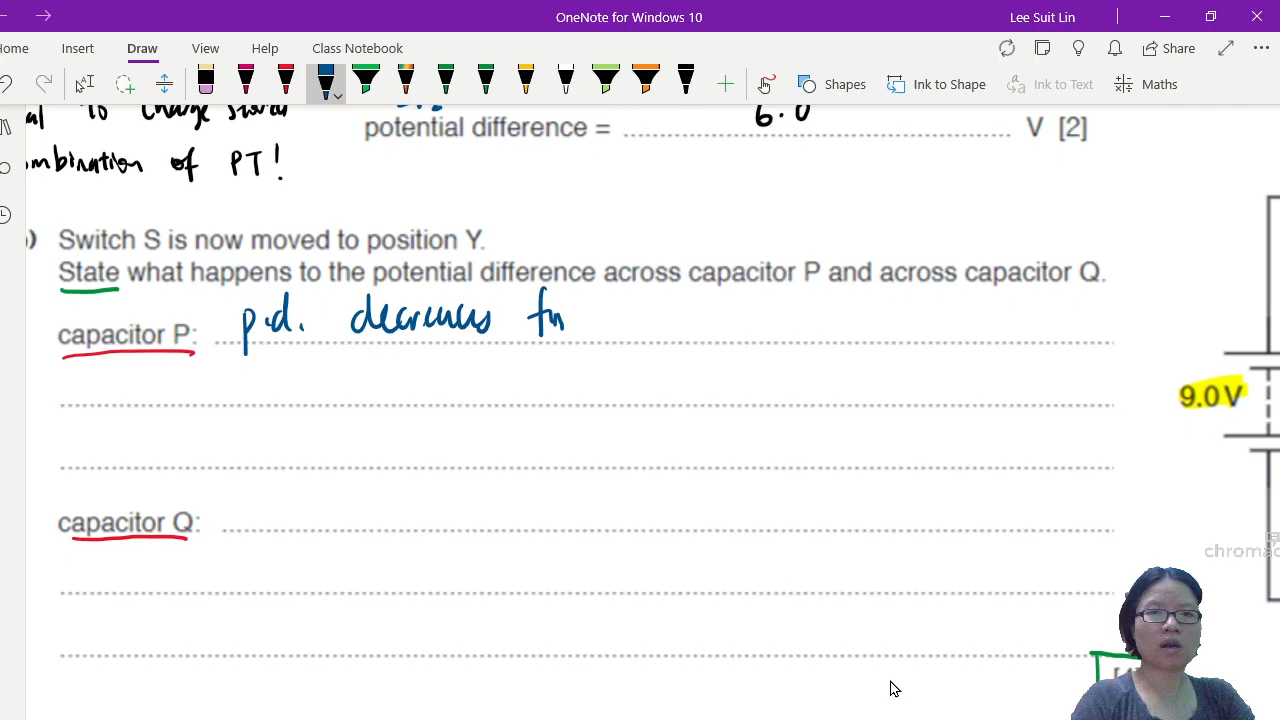 OneNote for Windows 10
Lee Suit Lin
Home Insert Draw View Help Class Notebook
Share
Shapes Ink to Shape Ink to Text Maths
to charge stored
combination of PT!
6.0
potential difference = V [2]
Switch S is now moved to position Y.
State what happens to the potential difference across capacitor P and across capacitor Q.
capacitor P: p.d. decreases
9.0 V
capacitor Q: